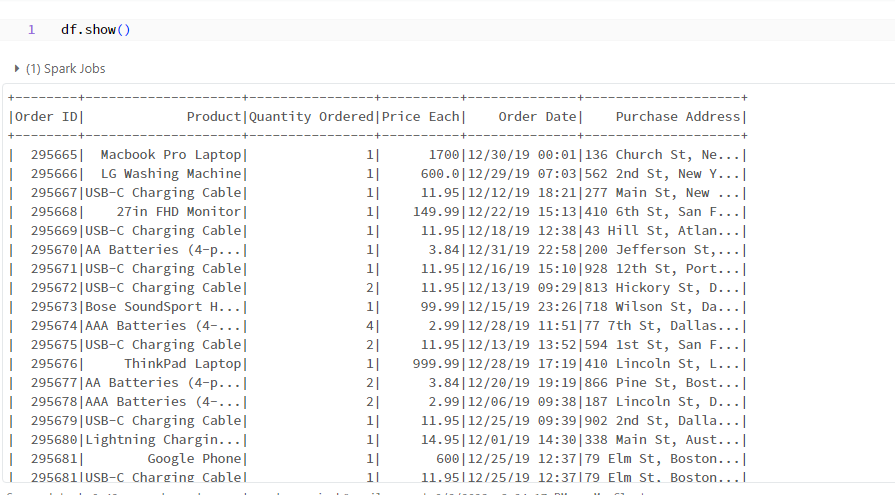 1 df.show()
(1) Spark Jobs
+--------+--------------------+----------------+----------+--------------+--------------------+
|Order ID|             Product|Quantity Ordered|Price Each|    Order Date|    Purchase Address|
+--------+--------------------+----------------+----------+--------------+--------------------+
|  295665|  Macbook Pro Laptop|               1|      1700|12/30/19 00:01|136 Church St, Ne...|
|  295666|  LG Washing Machine|               1|     600.0|12/29/19 07:03|562 2nd St, New Y...|
|  295667|USB-C Charging Cable|               1|     11.95|12/12/19 18:21|277 Main St, New ...|
|  295668|    27in FHD Monitor|               1|    149.99|12/22/19 15:13|410 6th St, San F...|
|  295669|USB-C Charging Cable|               1|     11.95|12/18/19 12:38|43 Hill St, Atlan...|
|  295670|AA Batteries (4-p...|               1|      3.84|12/31/19 22:58|200 Jefferson St,...|
|  295671|USB-C Charging Cable|               1|     11.95|12/16/19 15:10|928 12th St, Port...|
|  295672|USB-C Charging Cable|               2|     11.95|12/13/19 09:29|813 Hickory St, D...|
|  295673|Bose SoundSport H...|               1|     99.99|12/15/19 23:26|718 Wilson St, Da...|
|  295674|AAA Batteries (4-...|               4|      2.99|12/28/19 11:51|77 7th St, Dallas...|
|  295675|USB-C Charging Cable|               2|     11.95|12/13/19 13:52|594 1st St, San F...|
|  295676|     ThinkPad Laptop|               1|    999.99|12/28/19 17:19|410 Lincoln St, L...|
|  295677|AA Batteries (4-p...|               2|      3.84|12/20/19 19:19|866 Pine St, Bost...|
|  295678|AAA Batteries (4-...|               2|      2.99|12/06/19 09:38|187 Lincoln St, D...|
|  295679|USB-C Charging Cable|               1|     11.95|12/25/19 09:39|902 2nd St, Dalla...|
|  295680|Lightning Chargin...|               1|     14.95|12/01/19 14:30|338 Main St, Aust...|
|  295681|        Google Phone|               1|       600|12/25/19 12:37|79 Elm St, Boston...|
|  295681|USB-C Charging Cable|               1|     11.95|12/25/19 12:37|79 Elm St, Boston...|